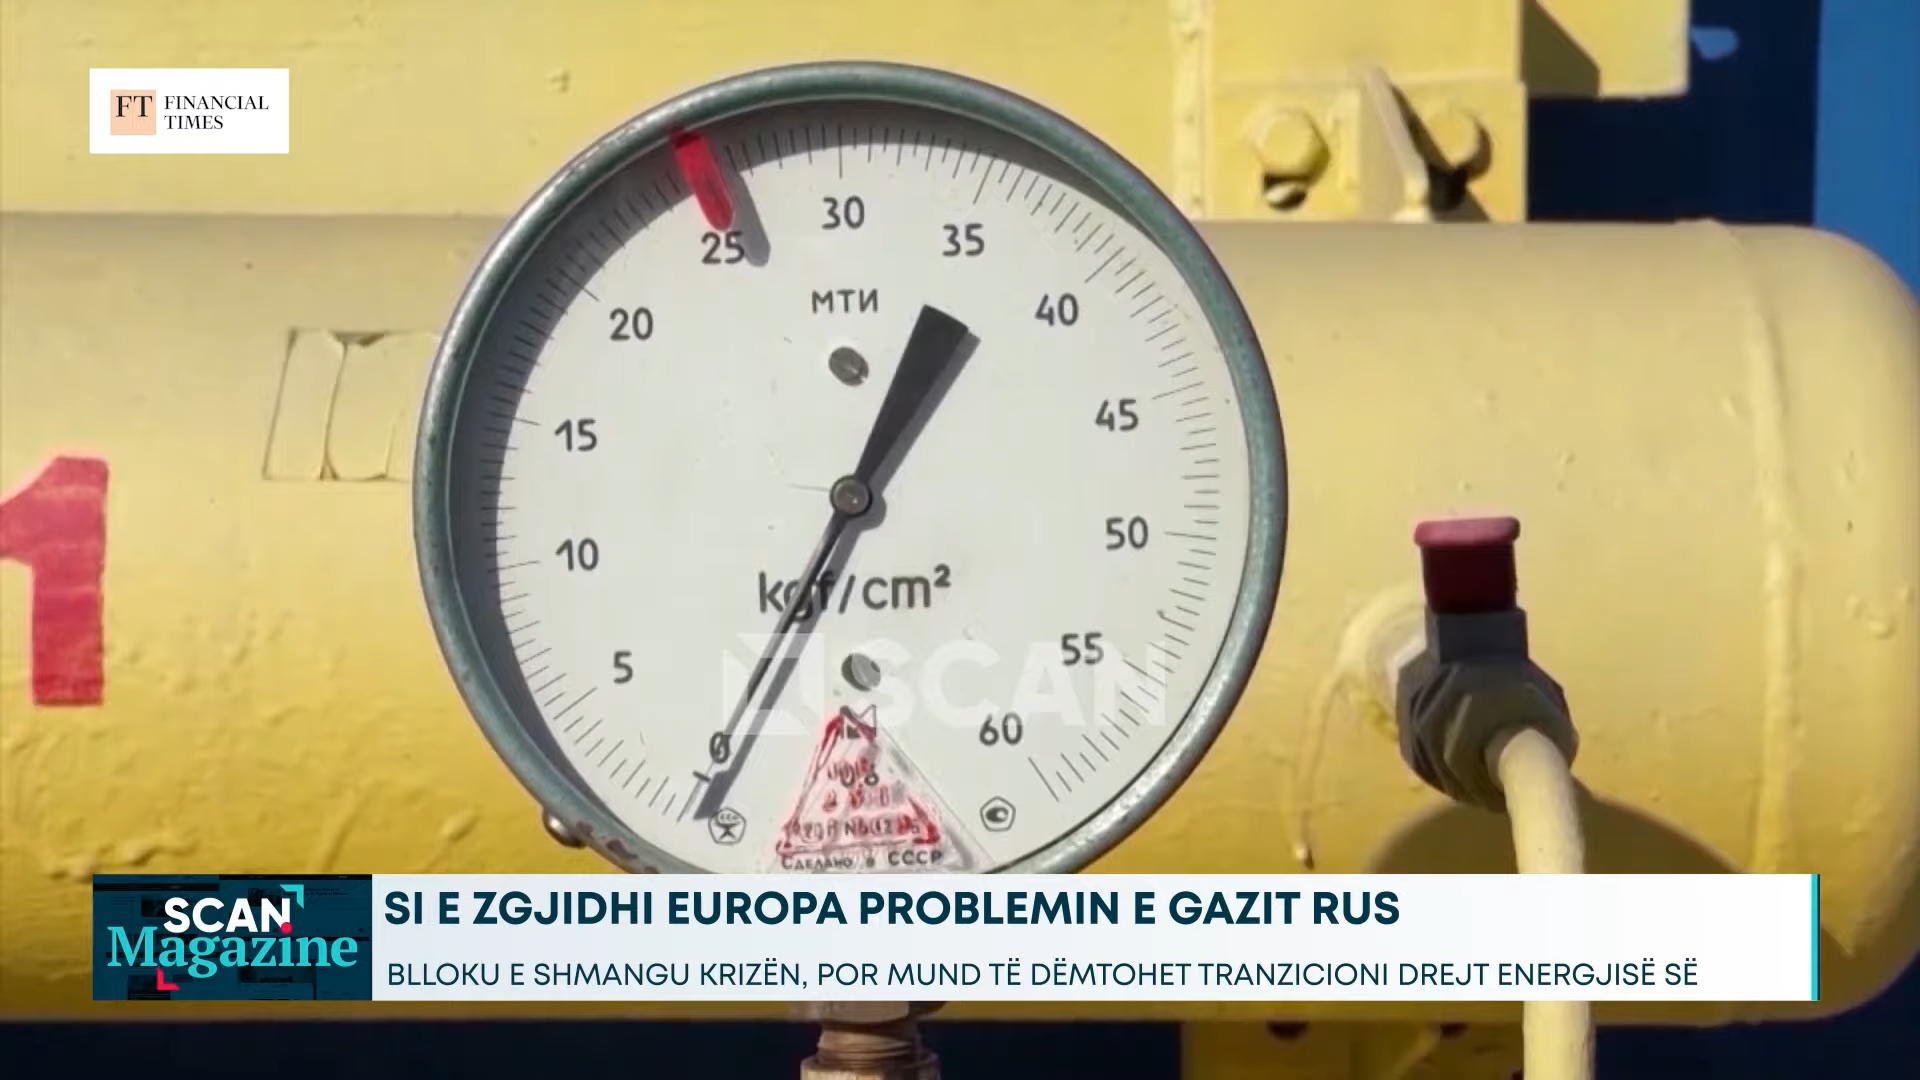 FT FINANCIAL
TIMES
30
25
35
МТИ
20
40
15
45
10
50
kgf/cm²
5
55
SCAN
0
60
Сделано в СССР
1
SCAN
Magazine
SI E ZGJIDHI EUROPA PROBLEMIN E GAZIT RUS
BLLOKU E SHMANGU KRIZËN, POR MUND TË DËMTOHET TRANZICIONI DREJT ENERGJISË SË